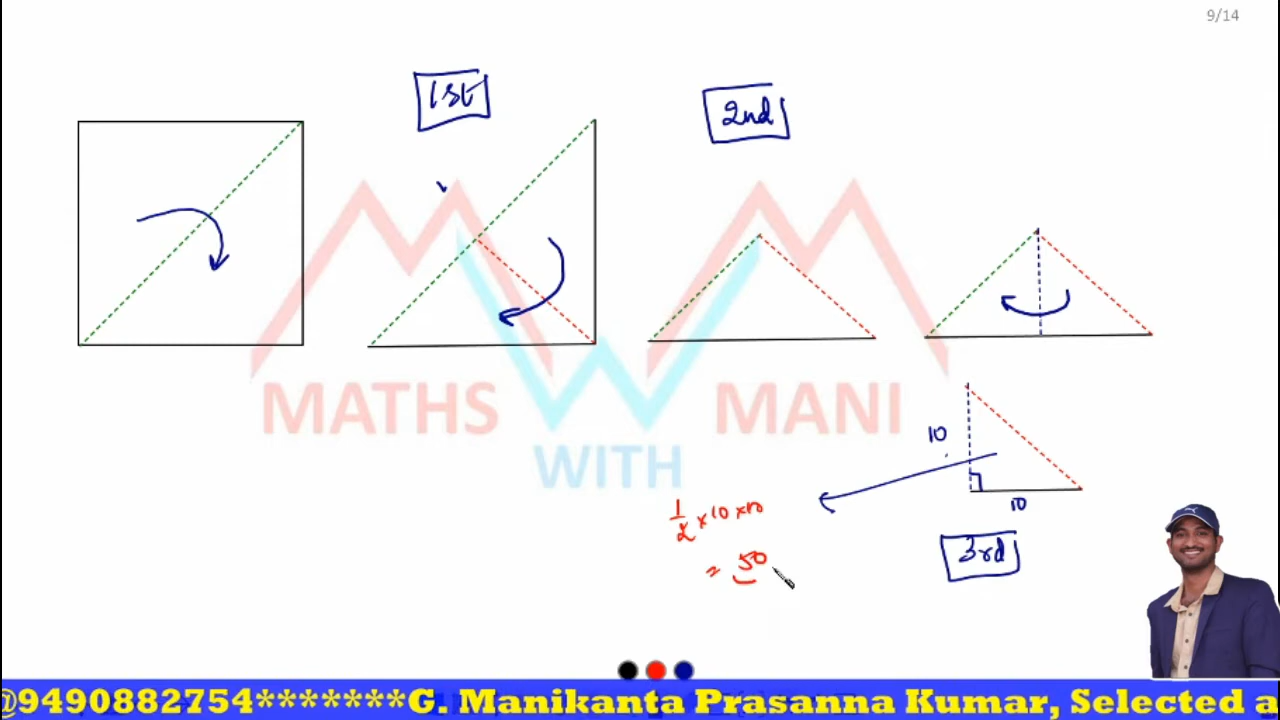 9/14
1st
2nd
MATHS
MANI
WITH
10
10
1/2 × 10 × 10
= 50
3rd
@9490882754*******G. Manikanta Prasanna Kumar, Selected a